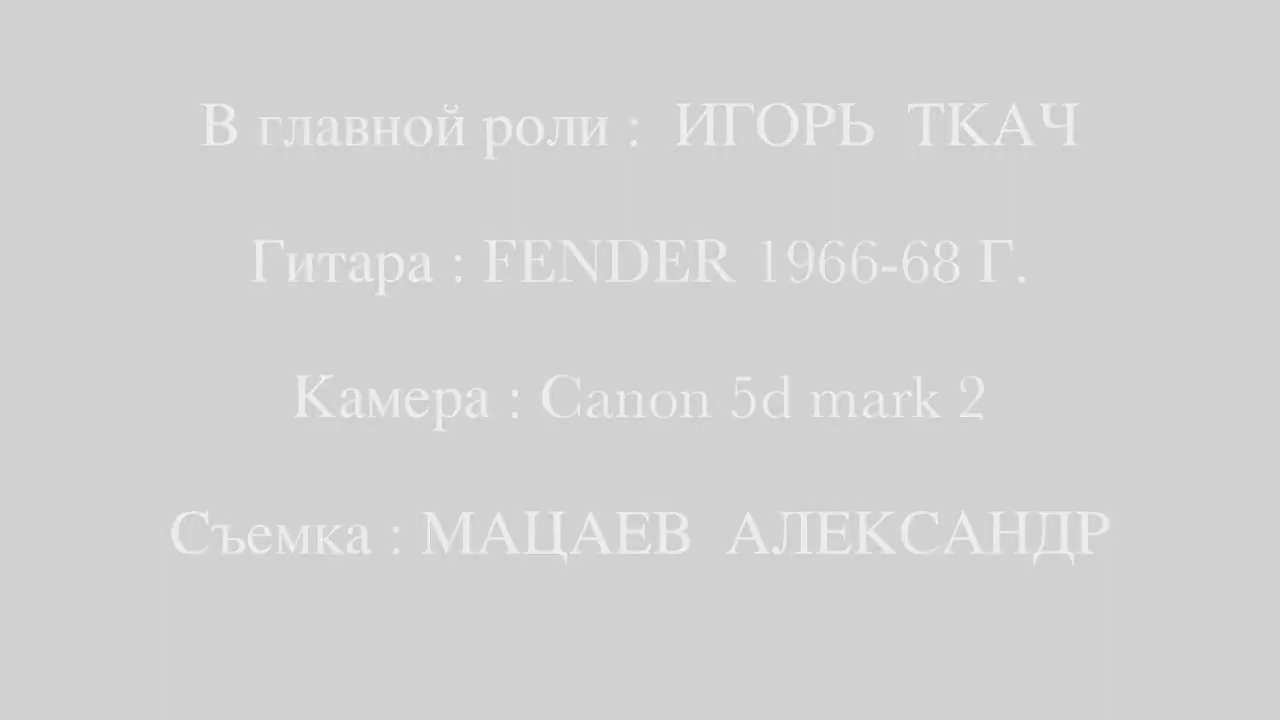 В главной роли : ИГОРЬ ТКАЧ
Гитара : FENDER 1966-68 Г.
Камера : Canon 5d mark 2
Съемка : МАЦАЕВ АЛЕКСАНДР